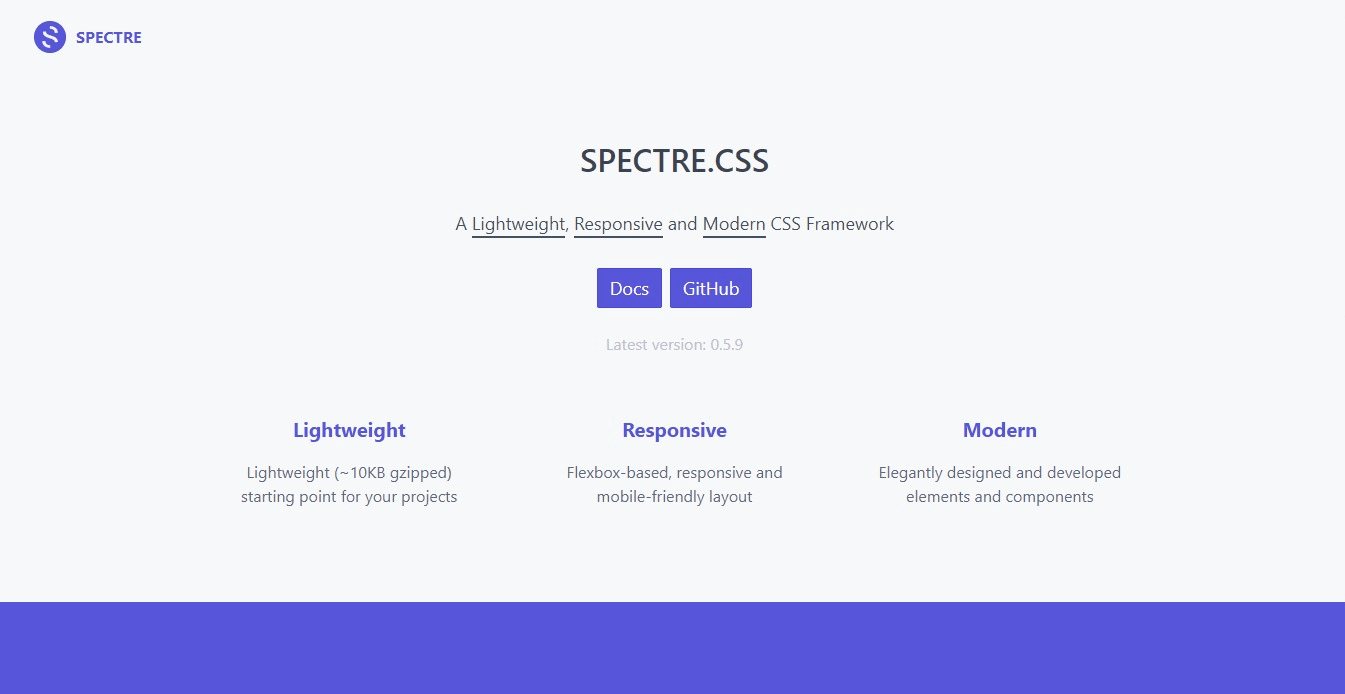 SPECTRE
SPECTRE.CSS
A Lightweight, Responsive and Modern CSS Framework
Docs GitHub
Latest version: 0.5.9
Lightweight
Lightweight (~10KB gzipped)
starting point for your projects
Responsive
Flexbox-based, responsive and
mobile-friendly layout
Modern
Elegantly designed and developed
elements and components